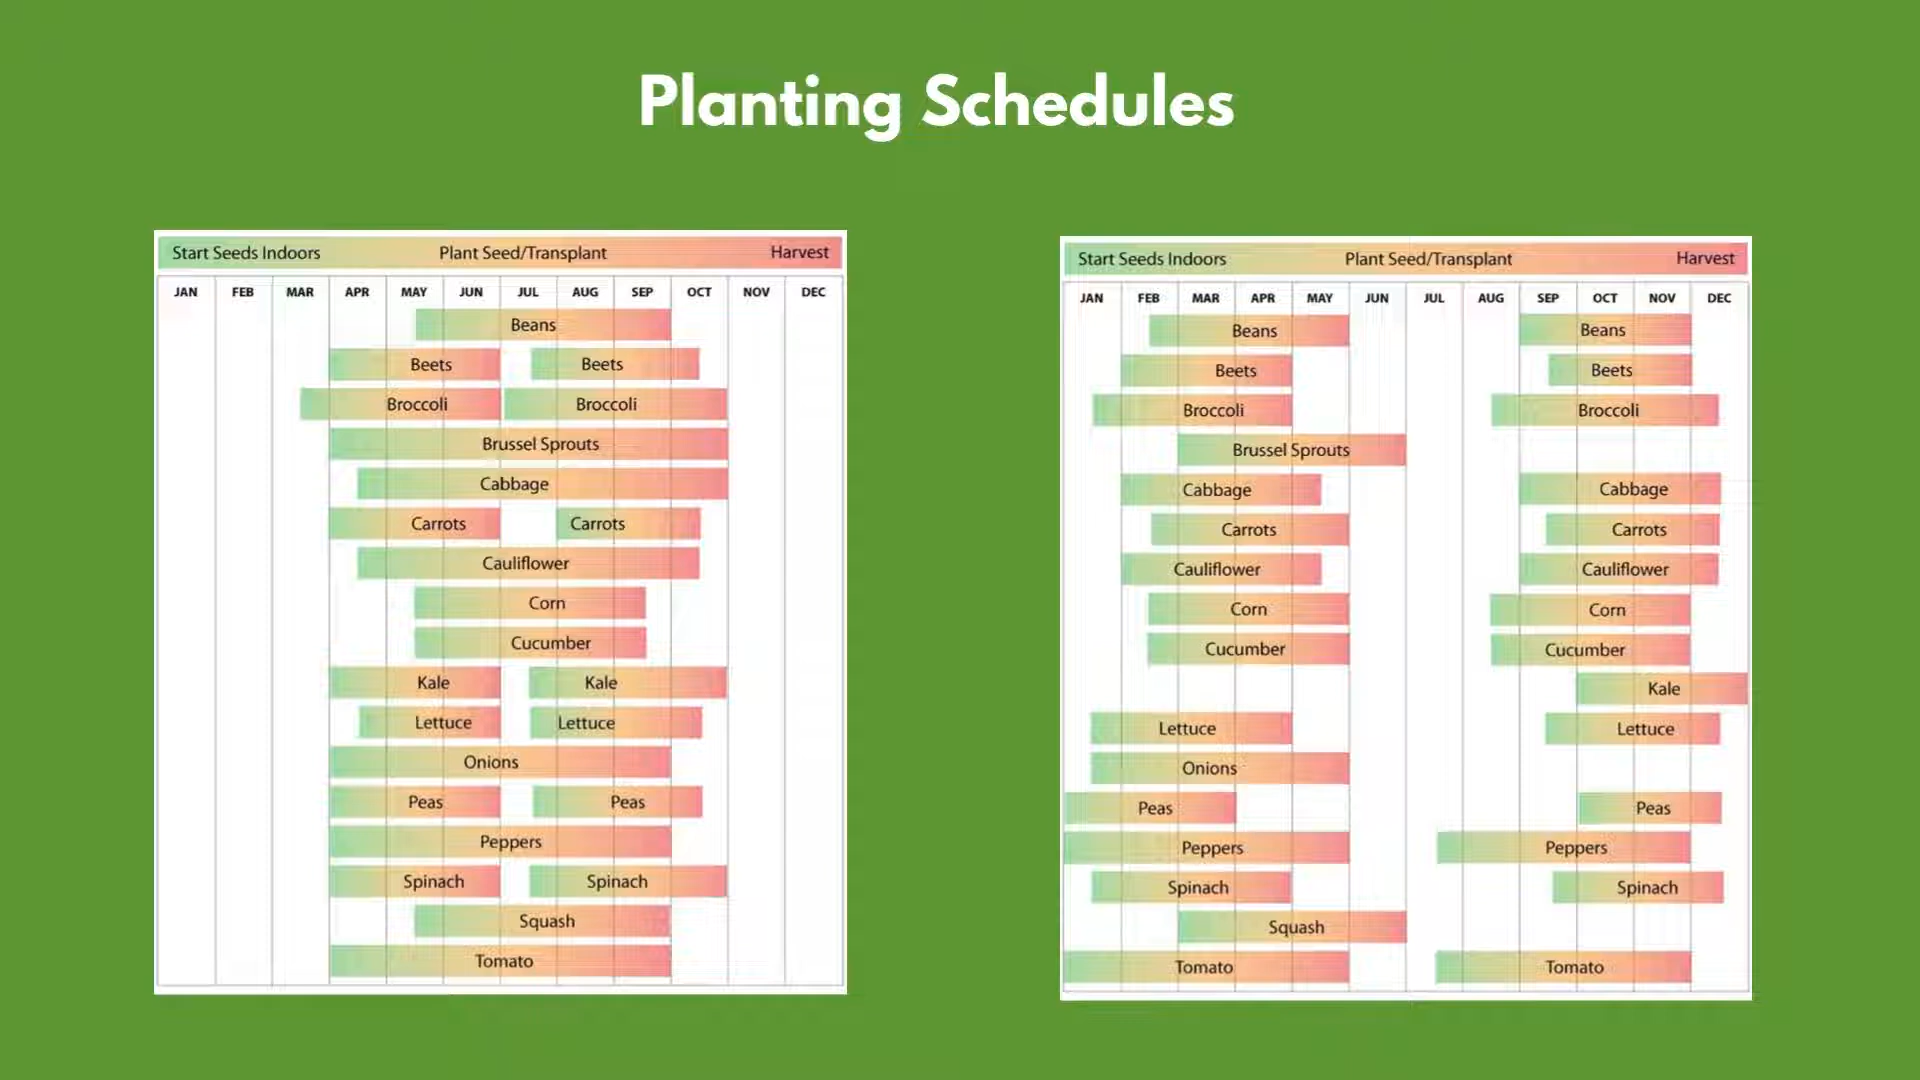 Planting Schedules
Start Seeds Indoors Plant Seed/Transplant Harvest
JAN FEB MAR APR MAY JUN JUL AUG SEP OCT NOV DEC
Beans
Beets Beets
Broccoli Broccoli
Brussel Sprouts
Cabbage
Carrots Carrots
Cauliflower
Corn
Cucumber
Kale Kale
Lettuce Lettuce
Onions
Peas Peas
Peppers
Spinach Spinach
Squash
Tomato
Start Seeds Indoors Plant Seed/Transplant Harvest
JAN FEB MAR APR MAY JUN JUL AUG SEP OCT NOV DEC
Beans Beans
Beets Beets
Broccoli Broccoli
Brussel Sprouts
Cabbage Cabbage
Carrots Carrots
Cauliflower Cauliflower
Corn Corn
Cucumber Cucumber
Kale
Lettuce Lettuce
Onions
Peas Peas
Peppers Peppers
Spinach Spinach
Squash
Tomato Tomato